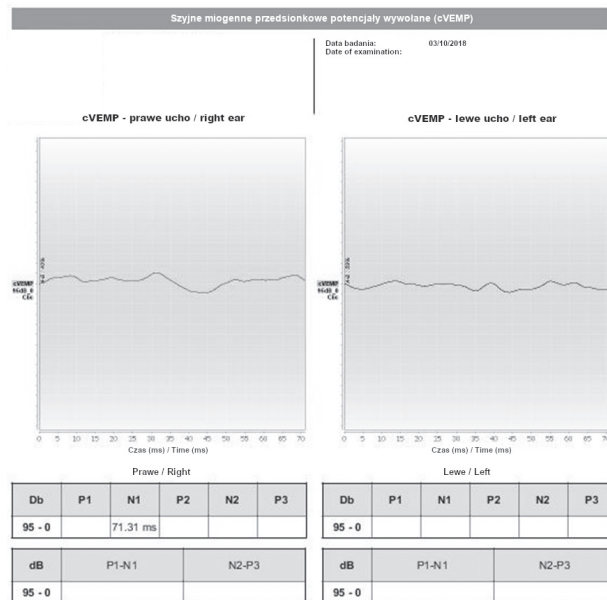 Szyjne miogenne przedsionkowe potencjały wywołane (cVEMP)
Data badania: 03/10/2018
Date of examination:
cVEMP - prawe ucho / right ear
cVEMP
95dB_0
0 5 10 15 20 25 30 35 40 45 50 55 60 65 70
Czas (ms) / Time (ms)
Prawe / Right
Db P1 N1 P2 N2 P3
95 - 0 71.31 ms
dB P1-N1 N2-P3
95 - 0
cVEMP - lewe ucho / left ear
cVEMP
95dB_0
0 5 10 15 20 25 30 35 40 45 50 55 60 65
Czas (ms) / Time (ms)
Lewe / Left
Db P1 N1 P2 N2 P3
95 - 0
dB P1-N1 N2-P3
95 - 0